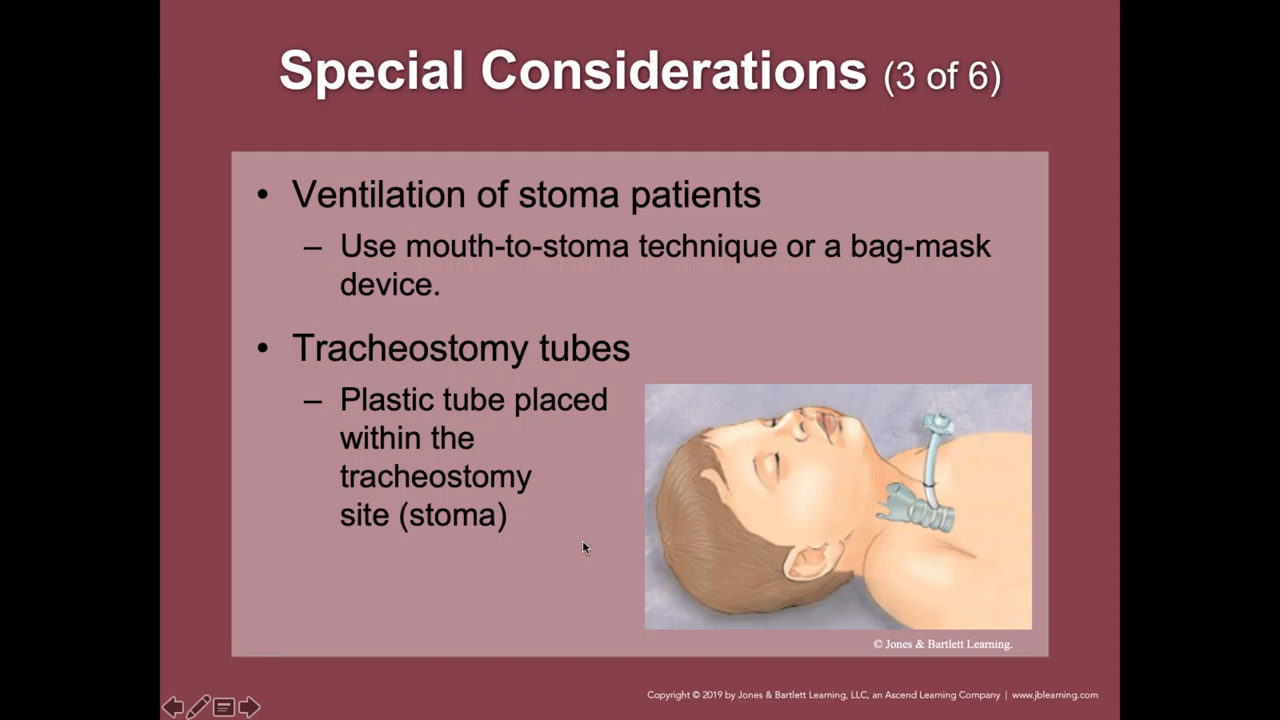 Special Considerations (3 of 6)
• Ventilation of stoma patients
– Use mouth-to-stoma technique or a bag-mask
device.
• Tracheostomy tubes
– Plastic tube placed
within the
tracheostomy
site (stoma)
© Jones & Bartlett Learning.
Copyright © 2019 by Jones & Bartlett Learning, LLC, an Ascend Learning Company | www.jblearning.com